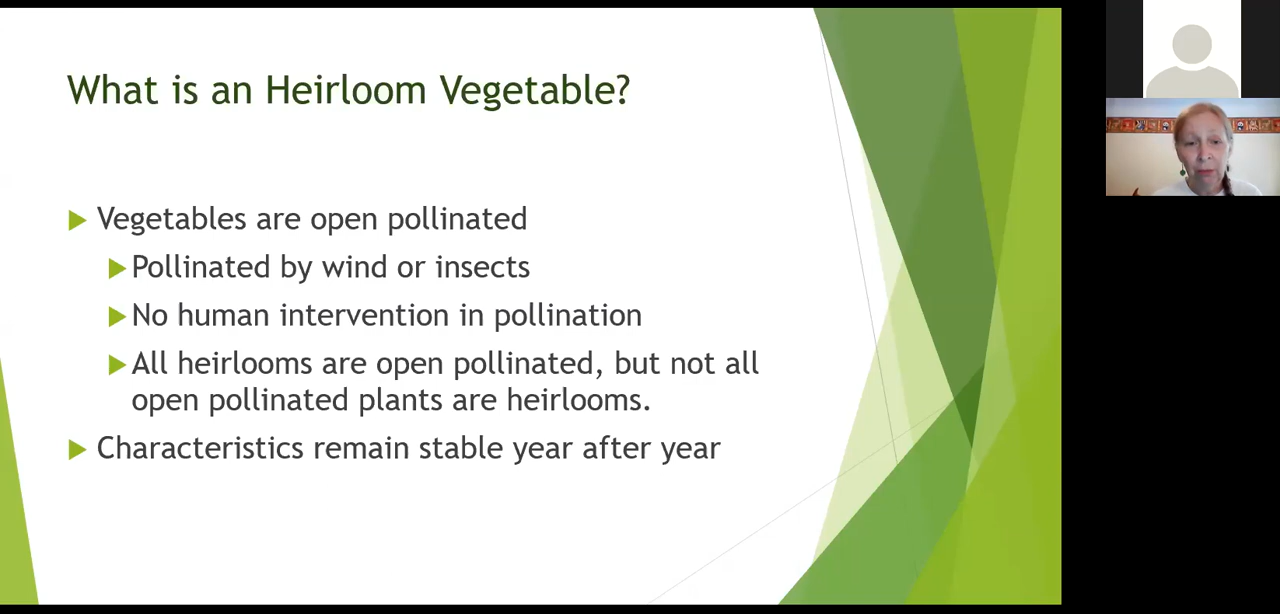 What is an Heirloom Vegetable?
Vegetables are open pollinated
Pollinated by wind or insects
No human intervention in pollination
All heirlooms are open pollinated, but not all
open pollinated plants are heirlooms.
Characteristics remain stable year after year